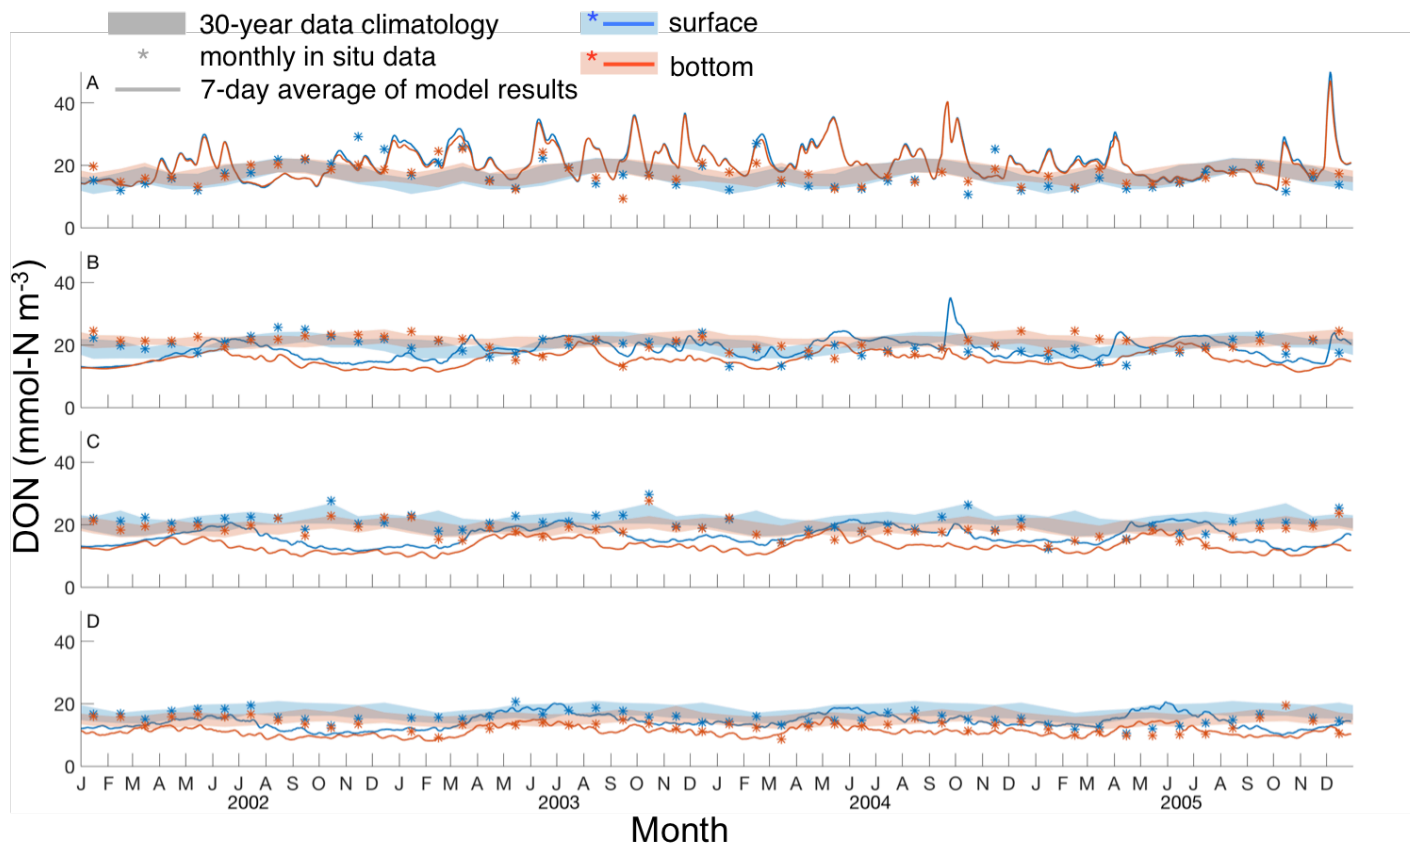 30-year data climatology
* monthly in situ data
7-day average of model results
* surface
* bottom
A
40
20
0
B
40
20
0
C
40
20
0
D
40
20
0
DON (mmol-N m-3)
J F M A M J J A S O N D J F M A M J J A S O N D J F M A M J J A S O N D J F M A M J J A S O N D
2002 2003 2004 2005
Month